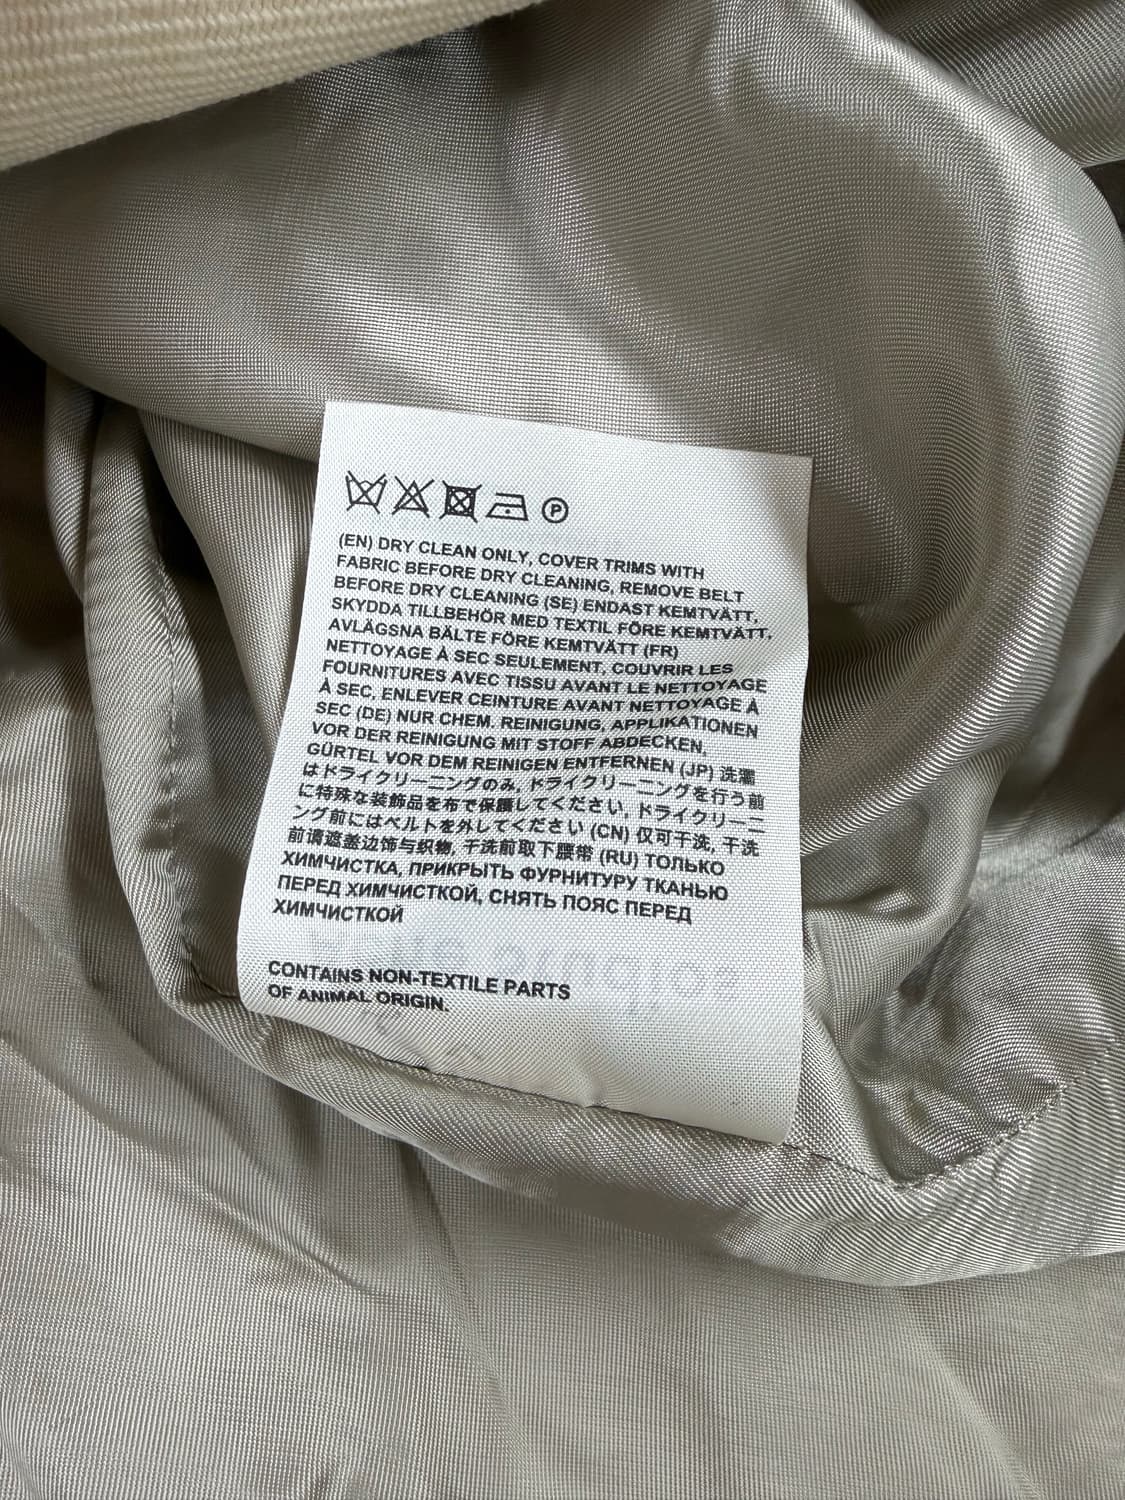 P
(EN) DRY CLEAN ONLY, COVER TRIMS WITH
FABRIC BEFORE DRY CLEANING, REMOVE BELT
BEFORE DRY CLEANING (SE) ENDAST KEMTVÄTT,
SKYDDA TILLBEHÖR MED TEXTIL FÖRE KEMTVÄTT,
AVLÄGSNA BÄLTE FÖRE KEMTVÄTT (FR)
NETTOYAGE À SEC SEULEMENT, COUVRIR LES
FOURNITURES AVEC TISSU AVANT LE NETTOYAGE
À SEC, ENLEVER CEINTURE AVANT NETTOYAGE À
SEC (DE) NUR CHEM. REINIGUNG, APPLIKATIONEN
VOR DER REINIGUNG MIT STOFF ABDECKEN,
GÜRTEL VOR DEM REINIGEN ENTFERNEN (JP) 洗濯
はドライクリーニングのみ, ドライクリーニングを行う前
に特殊な装飾品を布で保護してください, ドライクリーニ
ング前にはベルトを外してください (CN) 仅可干洗, 干洗
前请遮盖边饰与织物, 干洗前取下腰带 (RU) ТОЛЬКО
ХИМЧИСТКА, ПРИКРЫТЬ ФУРНИТУРУ ТКАНЬЮ
ПЕРЕД ХИМЧИСТКОЙ, СНЯТЬ ПОЯС ПЕРЕД
ХИМЧИСТКОЙ
CONTAINS NON-TEXTILE PARTS
OF ANIMAL ORIGIN.